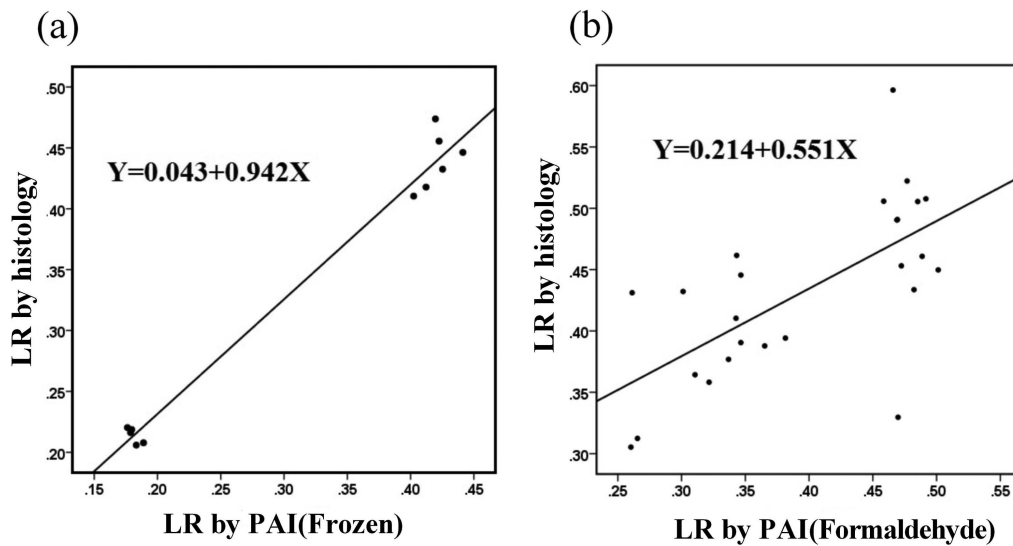 (a)
.50
.45
.40
.35
.30
.25
.20
.15 .20 .25 .30 .35 .40 .45
Y=0.043+0.942X
LR by histology
LR by PAI(Frozen)
(b)
.60
.55
.50
.45
.40
.35
.30
.25 .30 .35 .40 .45 .50 .55
Y=0.214+0.551X
LR by histology
LR by PAI(Formaldehyde)